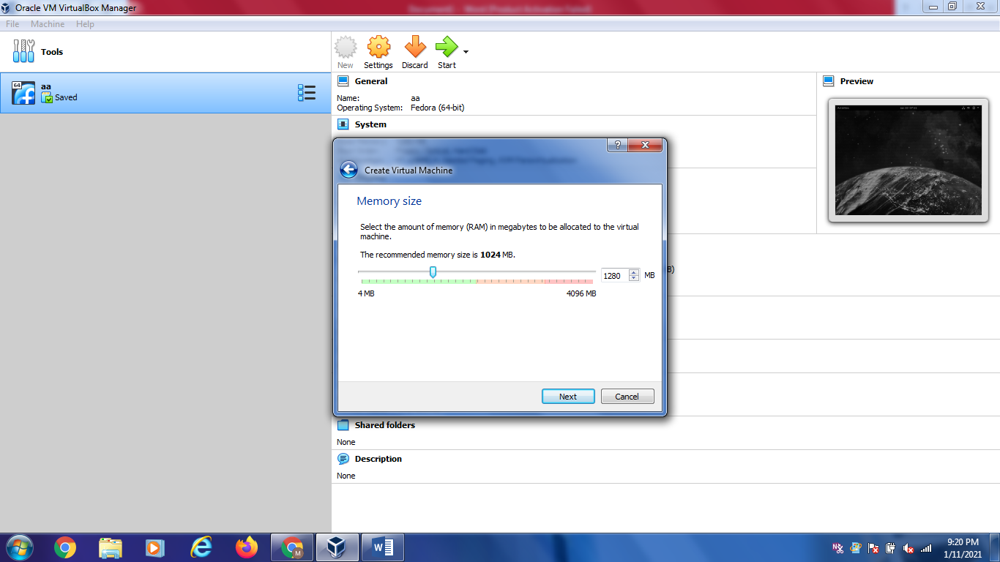 Oracle VM VirtualBox Manager
File Machine Help
Tools
New Settings Discard Start
64
aa
Saved
General
Name: aa
Operating System: Fedora (64-bit)
System
Preview
?
Create Virtual Machine
Memory size
Select the amount of memory (RAM) in megabytes to be allocated to the virtual
machine.
The recommended memory size is 1024 MB.
1280 MB
4 MB 4096 MB
B)
Next Cancel
Shared folders
None
Description
None
M
W
9:20 PM
1/11/2021